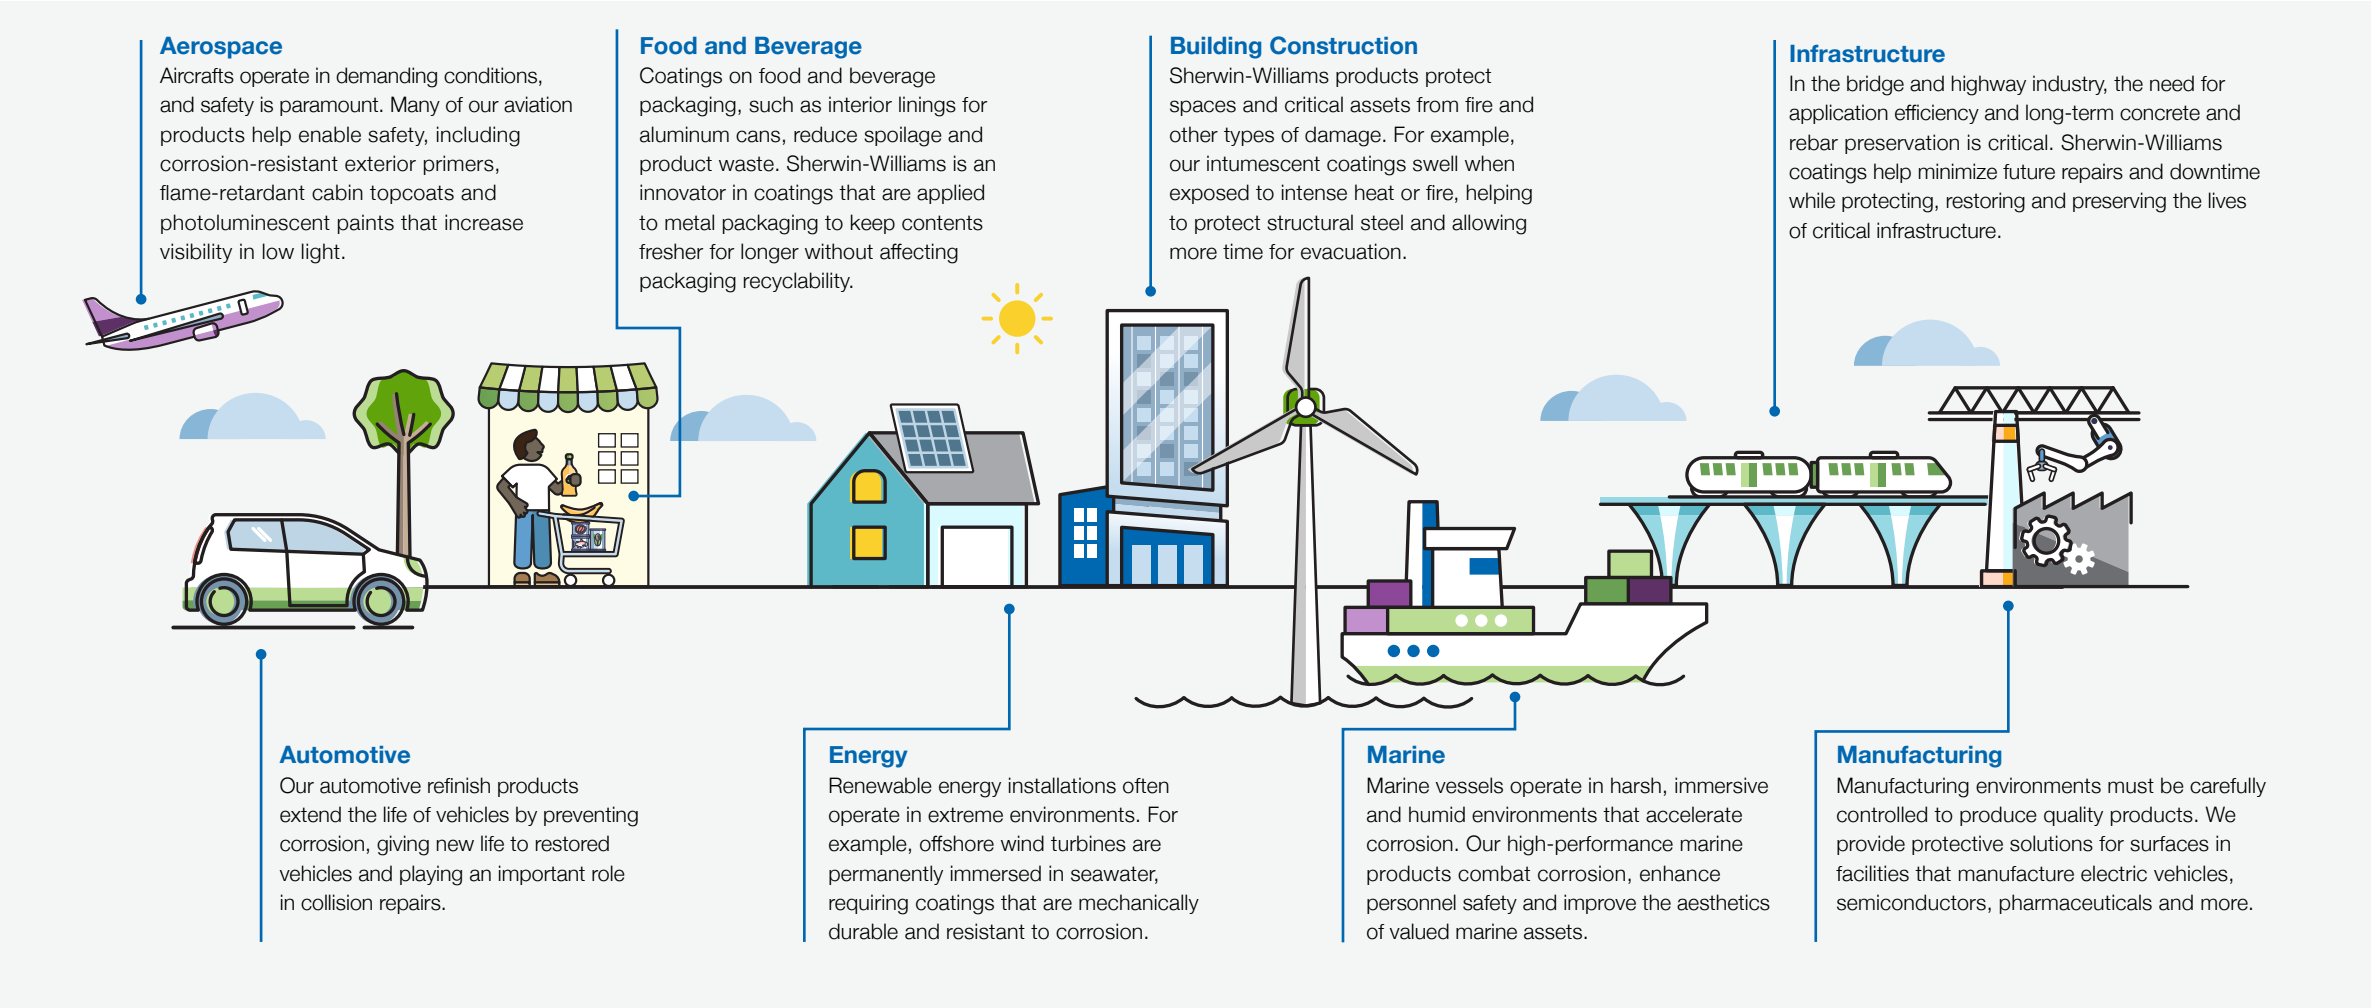 Aerospace
Aircrafts operate in demanding conditions,
and safety is paramount. Many of our aviation
products help enable safety, including
corrosion-resistant exterior primers,
flame-retardant cabin topcoats and
photoluminescent paints that increase
visibility in low light.
Food and Beverage
Coatings on food and beverage
packaging, such as interior linings for
aluminum cans, reduce spoilage and
product waste. Sherwin-Williams is an
innovator in coatings that are applied
to metal packaging to keep contents
fresher for longer without affecting
packaging recyclability.
Building Construction
Sherwin-Williams products protect
spaces and critical assets from fire and
other types of damage. For example,
our intumescent coatings swell when
exposed to intense heat or fire, helping
to protect structural steel and allowing
more time for evacuation.
Infrastructure
In the bridge and highway industry, the need for
application efficiency and long-term concrete and
rebar preservation is critical. Sherwin-Williams
coatings help minimize future repairs and downtime
while protecting, restoring and preserving the lives
of critical infrastructure.
Automotive
Our automotive refinish products
extend the life of vehicles by preventing
corrosion, giving new life to restored
vehicles and playing an important role
in collision repairs.
Energy
Renewable energy installations often
operate in extreme environments. For
example, offshore wind turbines are
permanently immersed in seawater,
requiring coatings that are mechanically
durable and resistant to corrosion.
Marine
Marine vessels operate in harsh, immersive
and humid environments that accelerate
corrosion. Our high-performance marine
products combat corrosion, enhance
personnel safety and improve the aesthetics
of valued marine assets.
Manufacturing
Manufacturing environments must be carefully
controlled to produce quality products. We
provide protective solutions for surfaces in
facilities that manufacture electric vehicles,
semiconductors, pharmaceuticals and more.